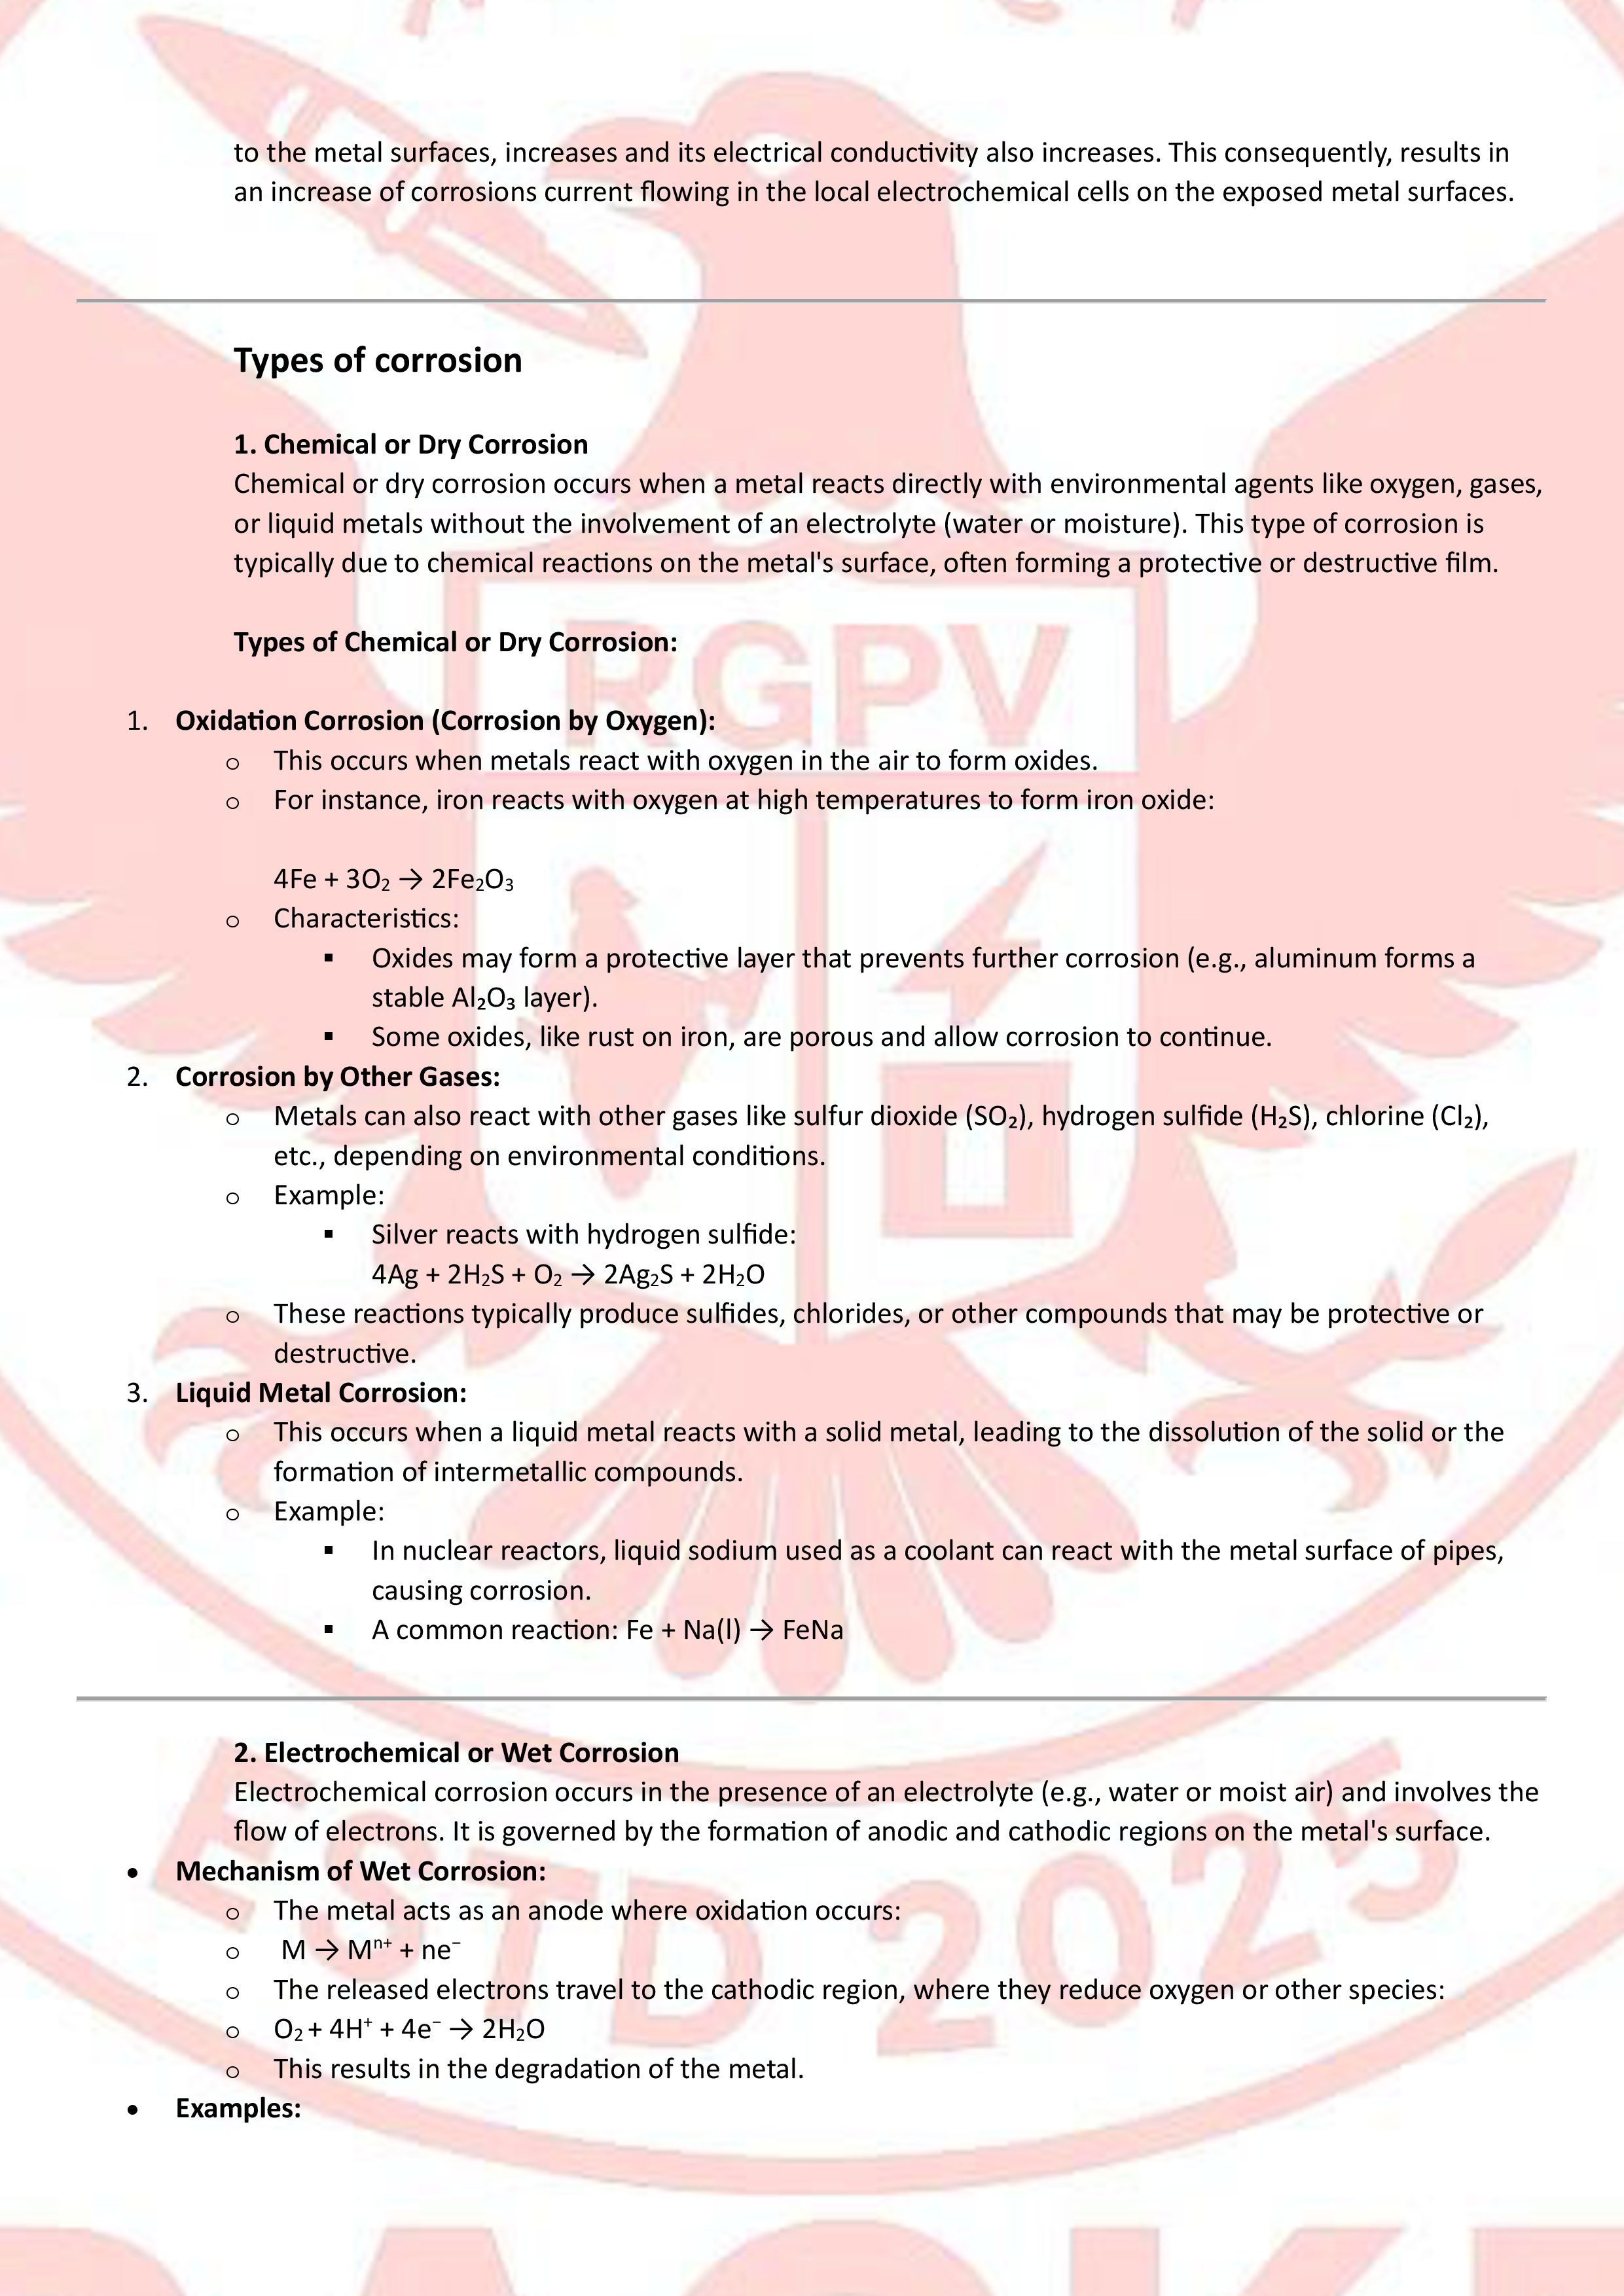 to the metal surfaces, increases and its electrical conductivity also increases. This consequently, results in
an increase of corrosions current flowing in the local electrochemical cells on the exposed metal surfaces.
Types of corrosion
1. Chemical or Dry Corrosion
Chemical or dry corrosion occurs when a metal reacts directly with environmental agents like oxygen, gases,
or liquid metals without the involvement of an electrolyte (water or moisture). This type of corrosion is
typically due to chemical reactions on the metal's surface, often forming a protective or destructive film.
RGPV
Types of Chemical or Dry Corrosion:
1. Oxidation Corrosion (Corrosion by Oxygen):
o This occurs when metals react with oxygen in the air to form oxides.
o For instance, iron reacts with oxygen at high temperatures to form iron oxide:
4Fe + 3O₂ → 2Fe₂O₃
o Characteristics:
▪ Oxides may form a protective layer that prevents further corrosion (e.g., aluminum forms a
stable Al₂O₃ layer).
▪ Some oxides, like rust on iron, are porous and allow corrosion to continue.
2. Corrosion by Other Gases:
o Metals can also react with other gases like sulfur dioxide (SO₂), hydrogen sulfide (H₂S), chlorine (Cl₂),
etc., depending on environmental conditions.
o Example:
▪ Silver reacts with hydrogen sulfide:
4Ag + 2H₂S + O₂ → 2Ag₂S + 2H₂O
o These reactions typically produce sulfides, chlorides, or other compounds that may be protective or
destructive.
3. Liquid Metal Corrosion:
o This occurs when a liquid metal reacts with a solid metal, leading to the dissolution of the solid or the
formation of intermetallic compounds.
o Example:
▪ In nuclear reactors, liquid sodium used as a coolant can react with the metal surface of pipes,
causing corrosion.
▪ A common reaction: Fe + Na(l) → FeNa
2. Electrochemical or Wet Corrosion
Electrochemical corrosion occurs in the presence of an electrolyte (e.g., water or moist air) and involves the
flow of electrons. It is governed by the formation of anodic and cathodic regions on the metal's surface.
• Mechanism of Wet Corrosion:
o The metal acts as an anode where oxidation occurs:
o M → Mⁿ⁺ + ne⁻
o The released electrons travel to the cathodic region, where they reduce oxygen or other species:
o O₂ + 4H⁺ + 4e⁻ → 2H₂O
o This results in the degradation of the metal.
• Examples:
ESTD 2025